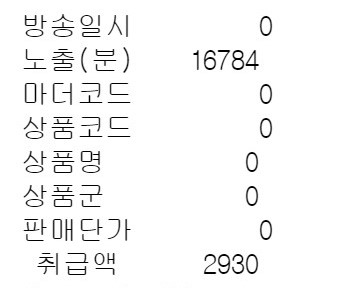 방송일시 0
노출(분) 16784
마더코드 0
상품코드 0
상품명 0
상품군 0
판매단가 0
취급액 2930